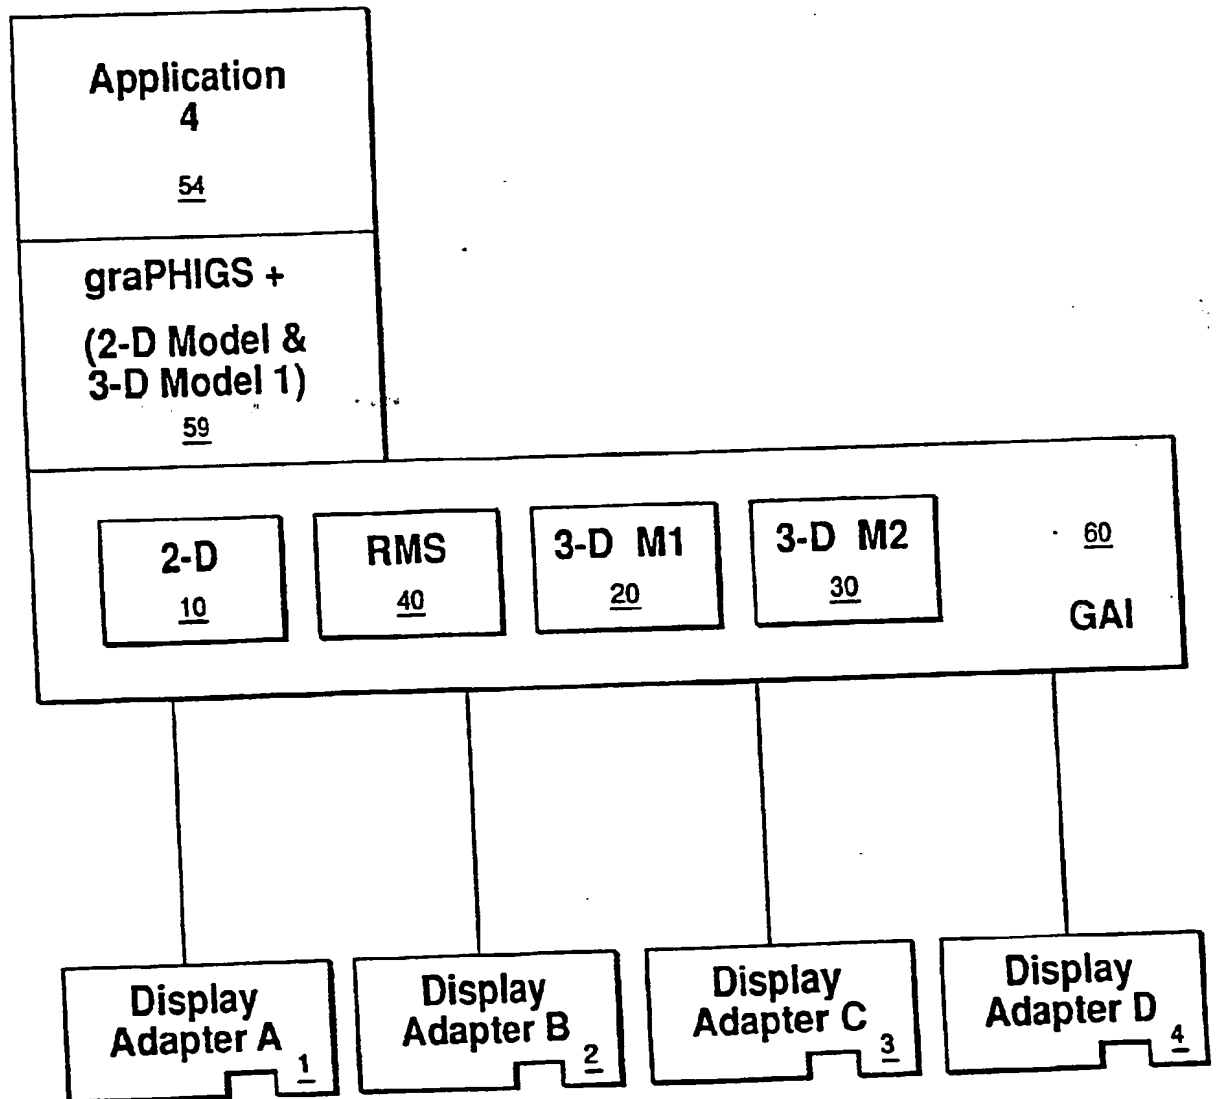 Application
4
54
graPHIGS +
(2-D Model &
3-D Model 1)
59
2-D
10
RMS
40
3-D M1
20
3-D M2
30
60
GAI
Display
Adapter A
1
Display
Adapter B
2
Display
Adapter C
3
Display
Adapter D
4